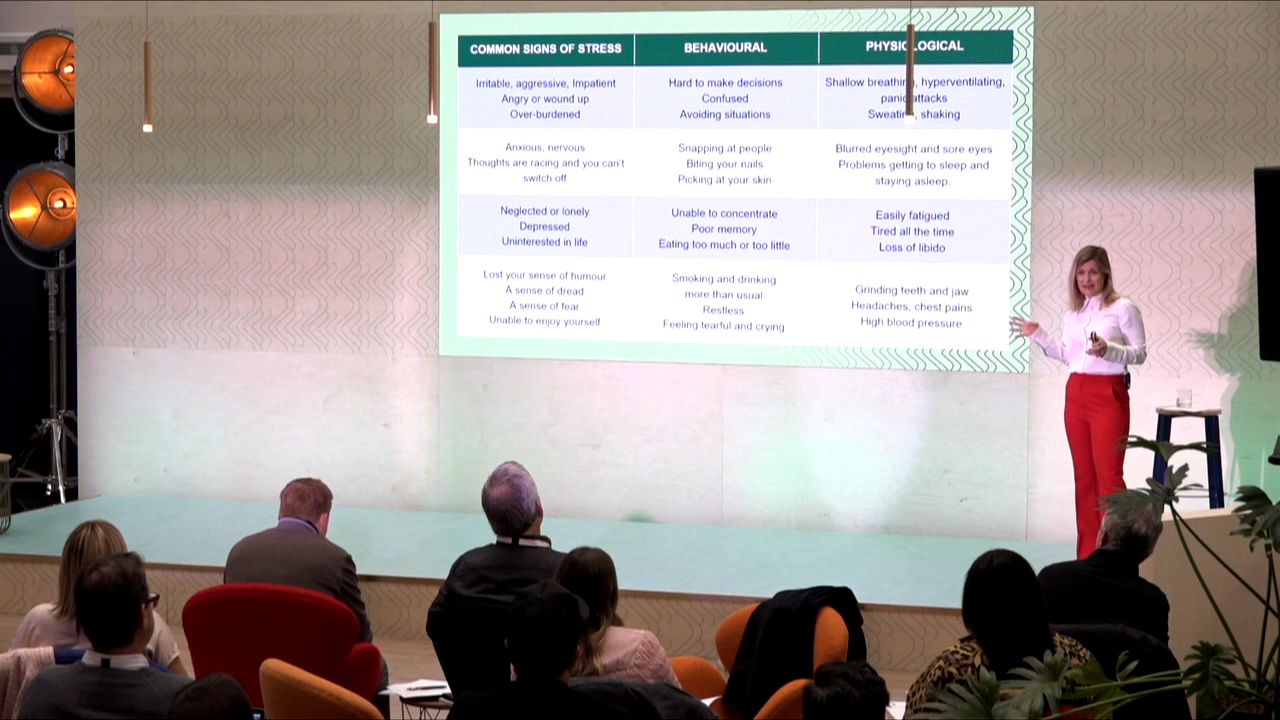 COMMON SIGNS OF STRESS
BEHAVIOURAL
PHYSIOLOGICAL
Irritable, aggressive, Impatient
Angry or wound up
Over-burdened
Hard to make decisions
Confused
Avoiding situations
Shallow breathing, hyperventilating,
panic attacks
Sweating, shaking
Anxious, nervous
Thoughts are racing and you can't
switch off
Snapping at people
Biting your nails
Picking at your skin
Blurred eyesight and sore eyes
Problems getting to sleep and
staying asleep.
Neglected or lonely
Depressed
Uninterested in life
Unable to concentrate
Poor memory
Eating too much or too little
Easily fatigued
Tired all the time
Loss of libido
Lost your sense of humour
A sense of dread
A sense of fear
Unable to enjoy yourself
Smoking and drinking
more than usual
Restless
Feeling tearful and crying
Grinding teeth and jaw
Headaches, chest pains
High blood pressure